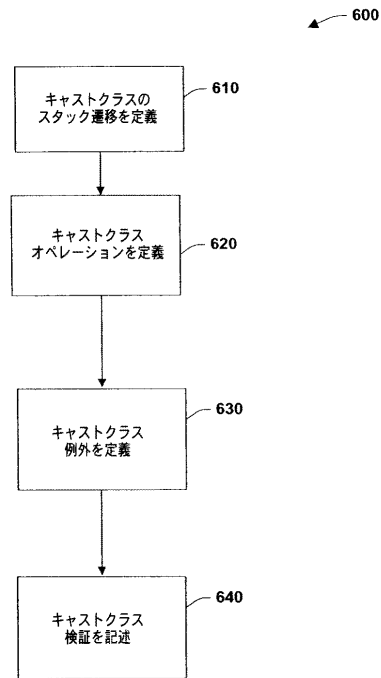 600
キャストクラスの
スタック遷移を定義
610
キャストクラス
オペレーションを定義
620
キャストクラス
例外を定義
630
キャストクラス
検証を記述
640